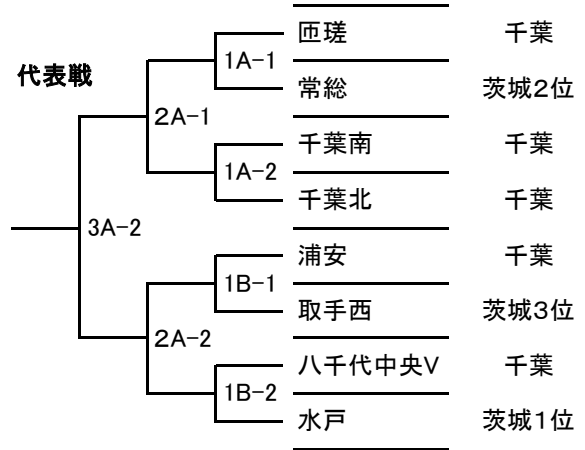 匝瑳 千葉
1A-1
代表戦
常総 茨城2位
2A-1
千葉南 千葉
1A-2
千葉北 千葉
3A-2
浦安 千葉
1B-1
取手西 茨城3位
2A-2
八千代中央V 千葉
1B-2
水戸 茨城1位